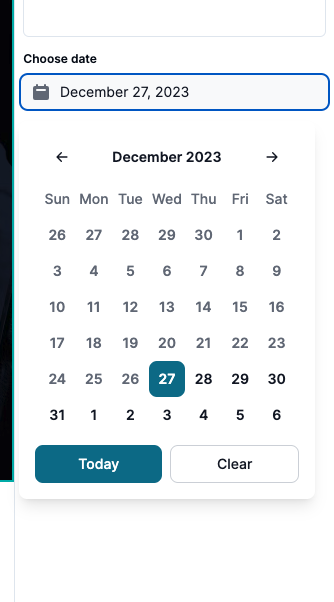 Choose date
December 27, 2023
December 2023
Sun Mon Tue Wed Thu Fri Sat
26 27 28 29 30 1 2
3 4 5 6 7 8 9
10 11 12 13 14 15 16
17 18 19 20 21 22 23
24 25 26 27 28 29 30
31 1 2 3 4 5 6
Today Clear